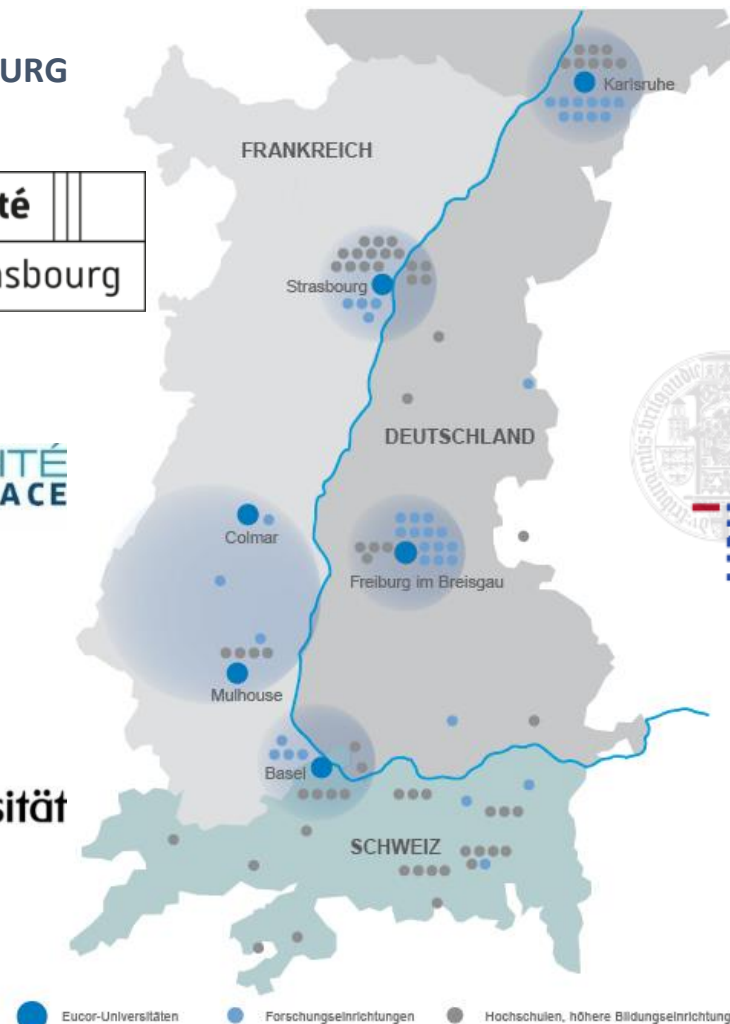 URG
té
asbourg
ITÉ
ACE
sität
FRANKREICH
Karlsruhe
Strasbourg
DEUTSCHLAND
Colmar
Freiburg im Breisgau
Mulhouse
Basel
SCHWEIZ
Eucor-Universitäten
Forschungseinrichtungen
Hochschulen, höhere Bildungseinrichtung